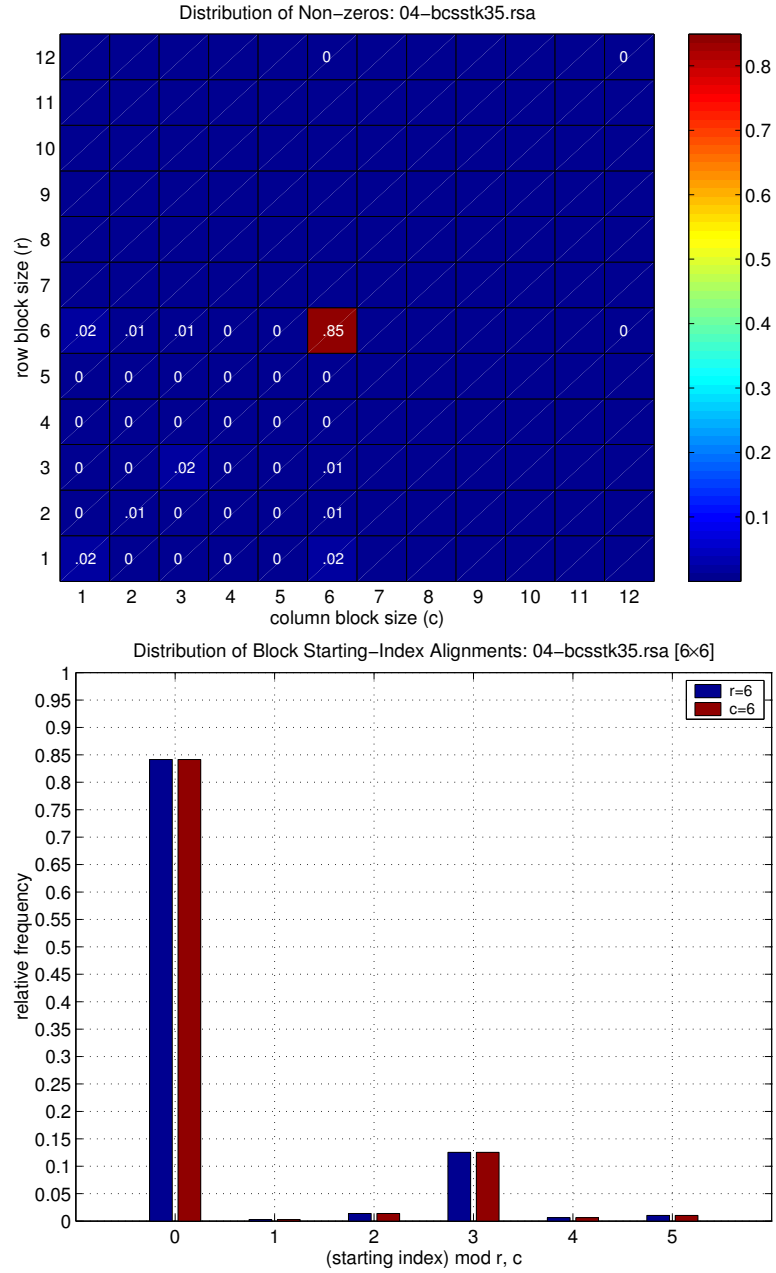 Distribution of Non-zeros: 04-bcsstk35.rsa
12 0 0
11
10
9
8
7
6 .02 .01 .01 0 0 .85 0
5 0 0 0 0 0 0
4 0 0 0 0 0 0
3 0 0 .02 0 0 .01
2 0 .01 0 0 0 .01
1 .02 0 0 0 0 .02
1 2 3 4 5 6 7 8 9 10 11 12
row block size (r)
column block size (c)
0.8
0.7
0.6
0.5
0.4
0.3
0.2
0.1
Distribution of Block Starting-Index Alignments: 04-bcsstk35.rsa [6×6]
r=6
c=6
1
0.95
0.9
0.85
0.8
0.75
0.7
0.65
0.6
0.55
0.5
0.45
0.4
0.35
0.3
0.25
0.2
0.15
0.1
0.05
0
relative frequency
0 1 2 3 4 5
(starting index) mod r, c